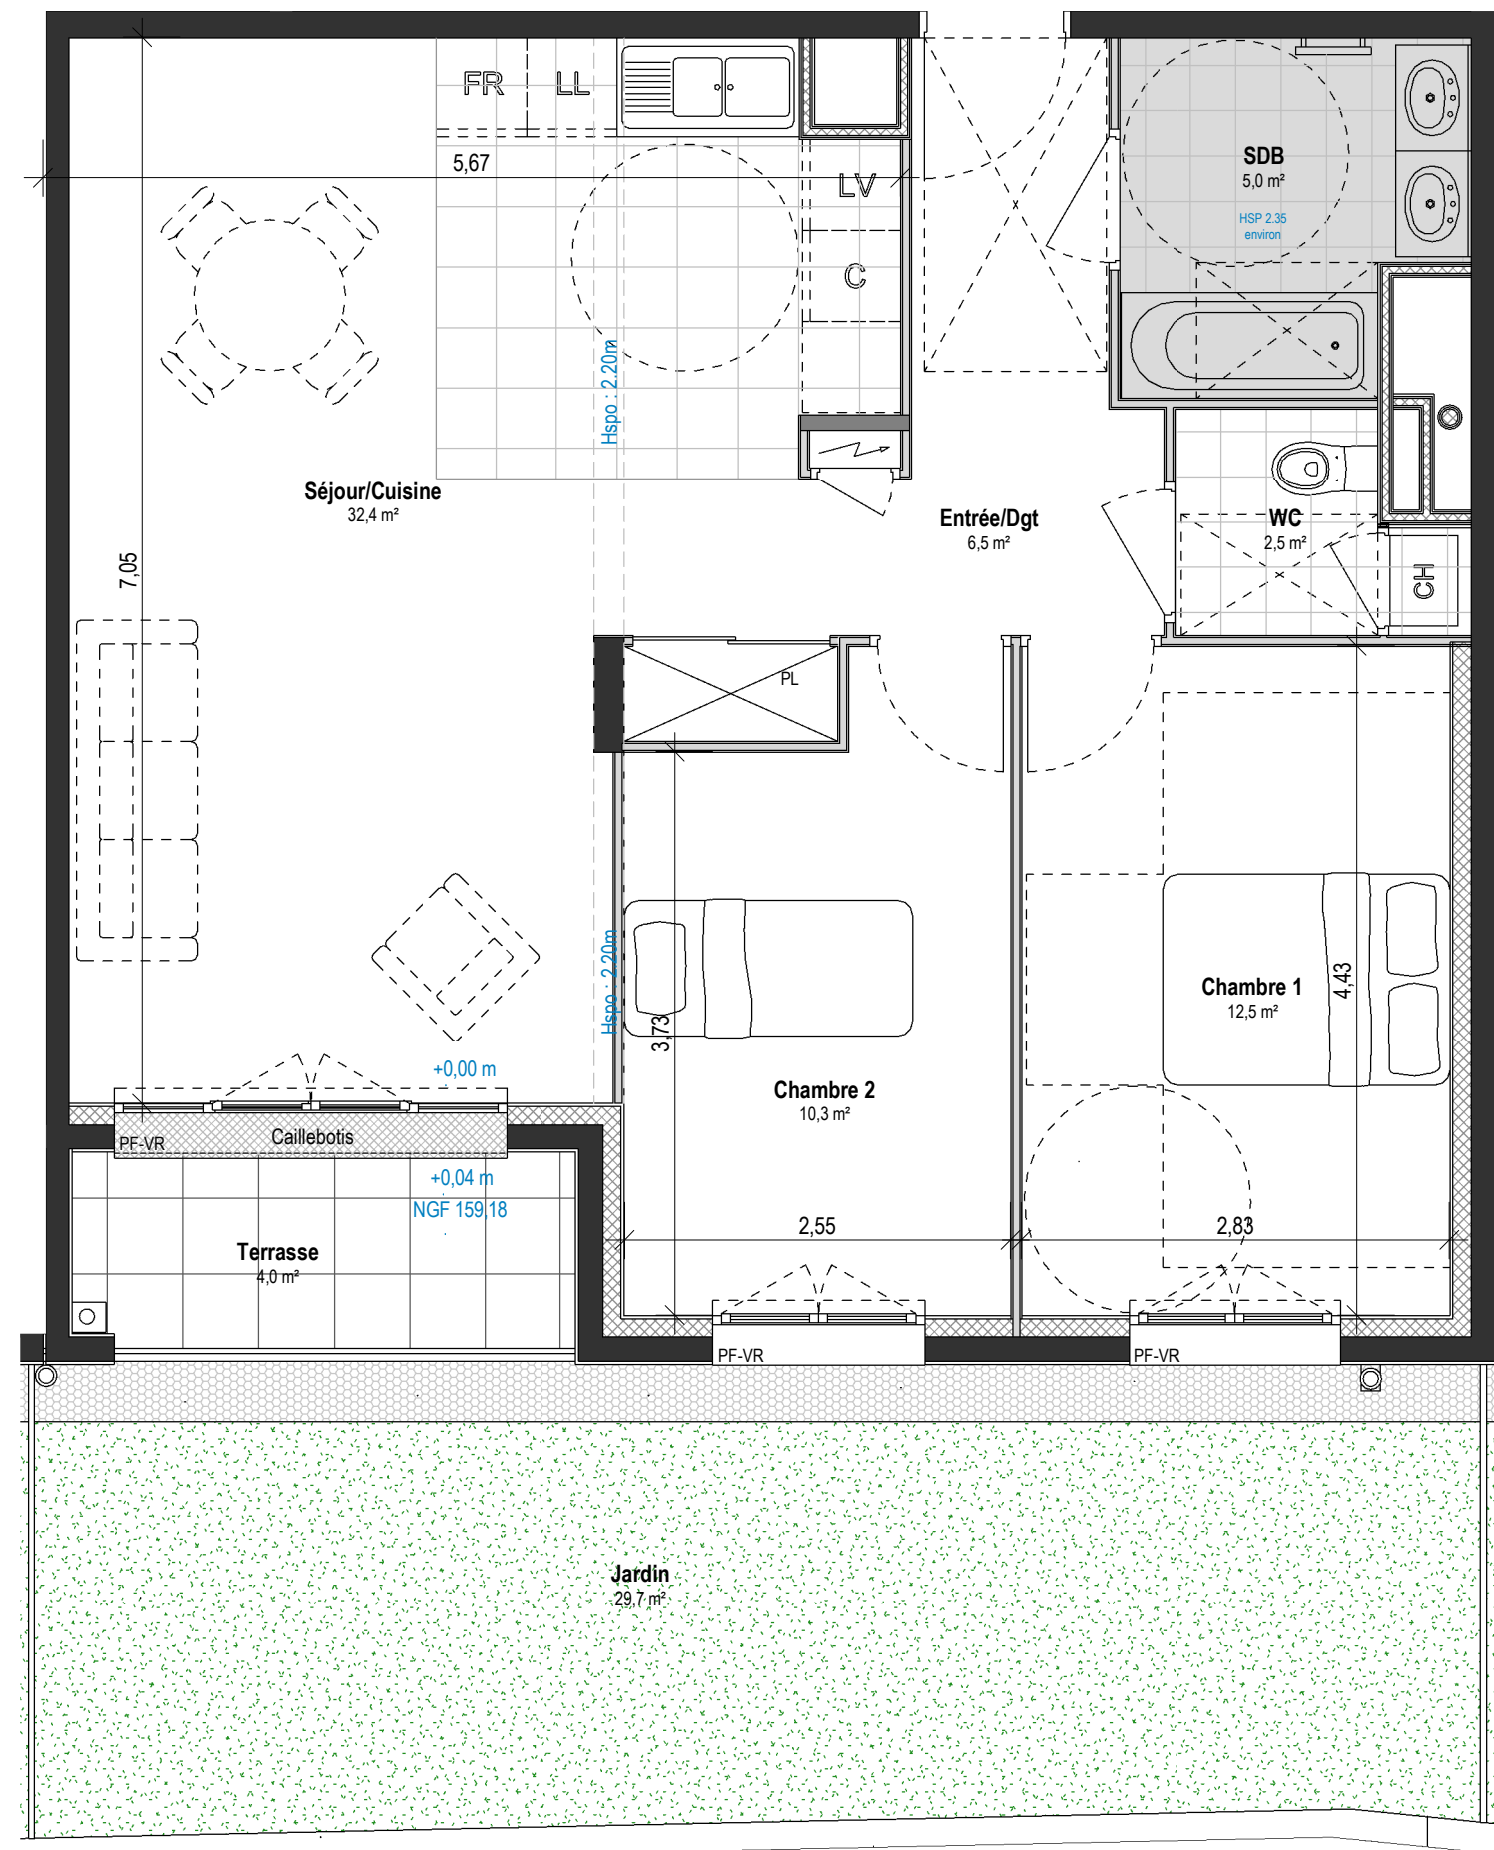 FR
LL
5,67
LV
C
SDB
5,0 m²
HSP 2.35
environ
Hspo : 2.20m
Séjour/Cuisine
32,4 m²
Entrée/Dgt
6,5 m²
WC
2,5 m²
CH
7,05
PL
Hspo : 2.20m
3,73
4,43
Chambre 1
12,5 m²
Chambre 2
10,3 m²
+0,00 m
Caillebotis
PF-VR
+0,04 m
NGF 159,18
Terrasse
4,0 m²
2,55
2,83
PF-VR
PF-VR
Jardin
29,7 m²